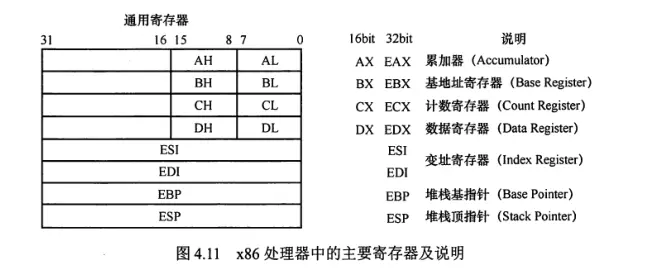 通用寄存器
31 16 15 8 7 0 16bit 32bit 说明
AH AL AX EAX 累加器（Accumulator）
BH BL BX EBX 基地址寄存器（Base Register）
CH CL CX ECX 计数寄存器（Count Register）
DH DL DX EDX 数据寄存器（Data Register）
ESI ESI
变址寄存器（Index Register）
EDI EDI
EBP EBP 堆栈基指针（Base Pointer）
ESP ESP 堆栈顶指针（Stack Pointer）
图 4.11 x86 处理器中的主要寄存器及说明